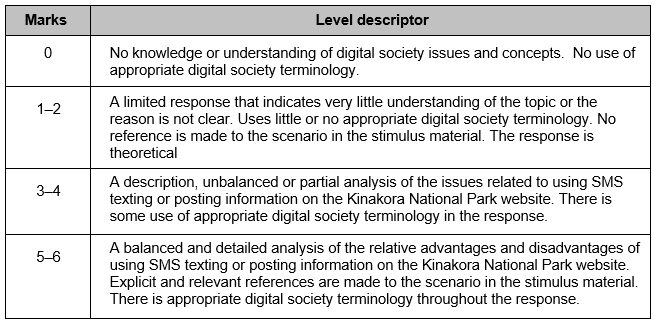 Marks Level descriptor
0 No knowledge or understanding of digital society issues and concepts.  No use of
appropriate digital society terminology.
1–2 A limited response that indicates very little understanding of the topic or the
reason is not clear. Uses little or no appropriate digital society terminology. No
reference is made to the scenario in the stimulus material. The response is
theoretical
3–4 A description, unbalanced or partial analysis of the issues related to using SMS
texting or posting information on the Kinakora National Park website. There is
some use of appropriate digital society terminology in the response.
5–6 A balanced and detailed analysis of the relative advantages and disadvantages of
using SMS texting or posting information on the Kinakora National Park website.
Explicit and relevant references are made to the scenario in the stimulus material.
There is appropriate digital society terminology throughout the response.